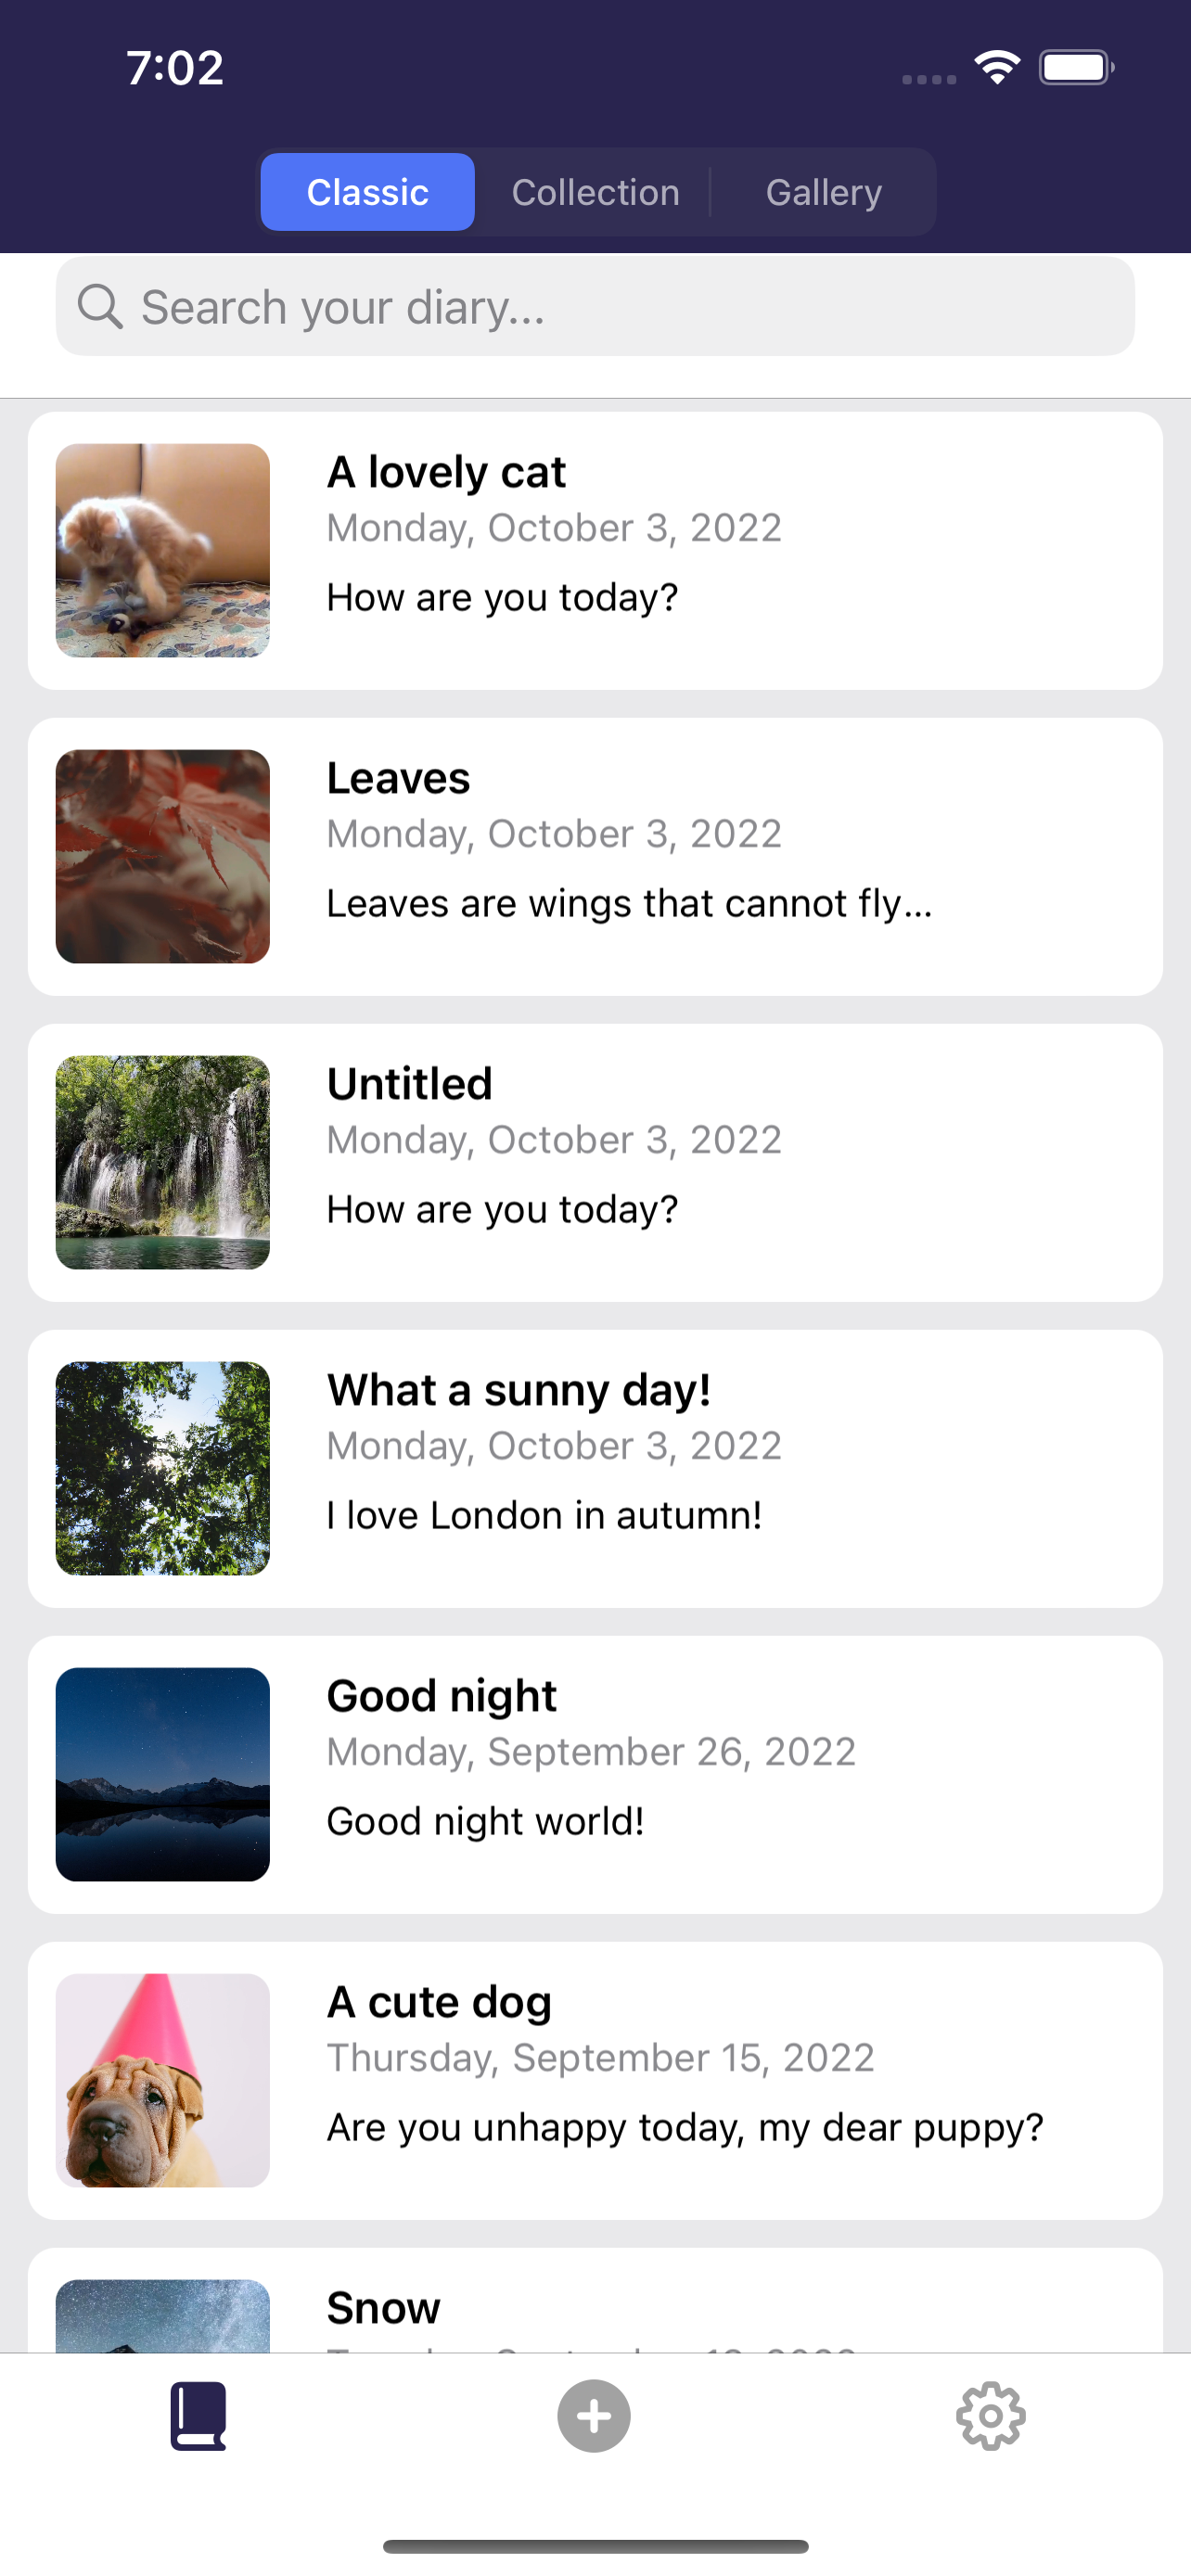 7:02
Classic Collection Gallery
Search your diary...
A lovely cat
Monday, October 3, 2022
How are you today?
Leaves
Monday, October 3, 2022
Leaves are wings that cannot fly...
Untitled
Monday, October 3, 2022
How are you today?
What a sunny day!
Monday, October 3, 2022
I love London in autumn!
Good night
Monday, September 26, 2022
Good night world!
A cute dog
Thursday, September 15, 2022
Are you unhappy today, my dear puppy?
Snow